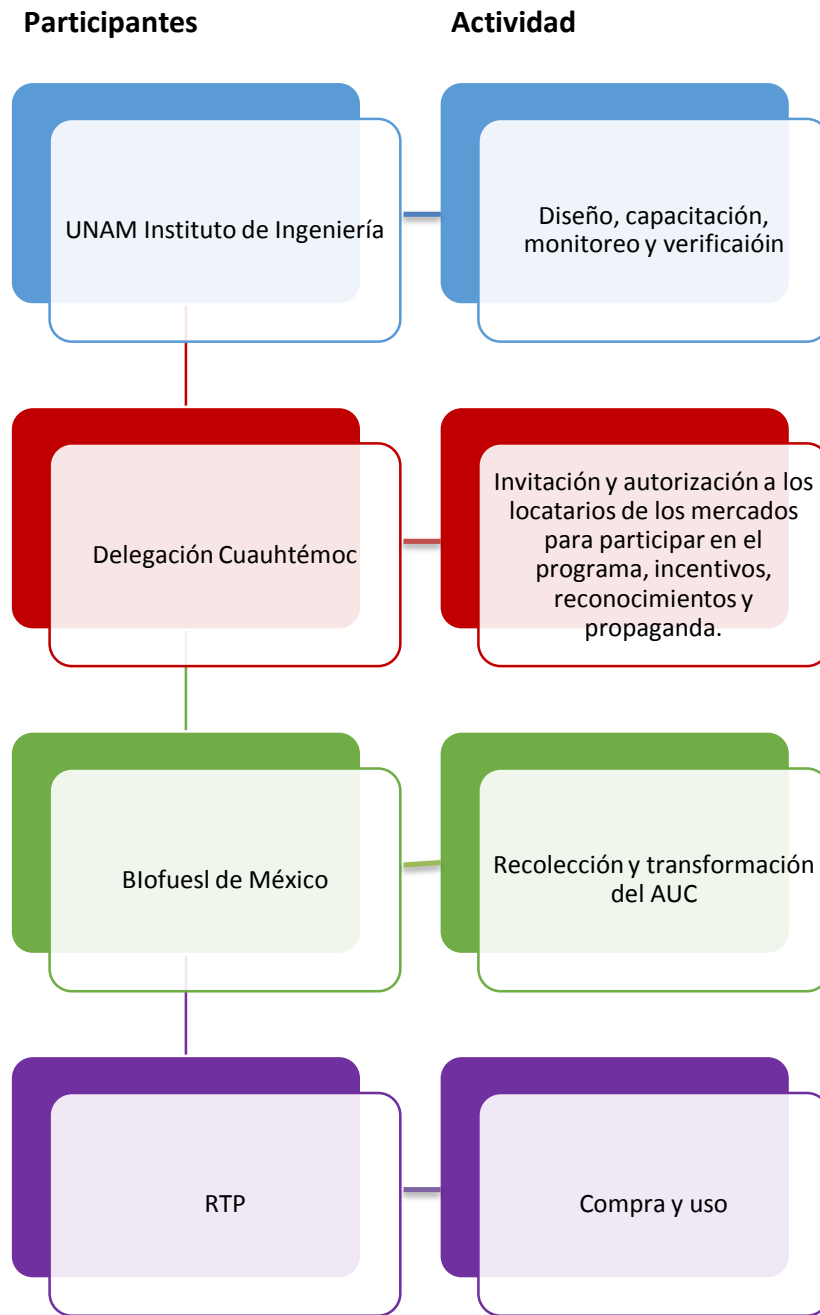 Participantes
Actividad
UNAM Instituto de Ingeniería
Diseño, capacitación,
monitoreo y verificaióin
Delegación Cuauhtémoc
Invitación y autorización a los
locatarios de los mercados
para participar en el
programa, incentivos,
reconocimientos y
propaganda.
BIofuesl de México
Recolección y transformación
del AUC
RTP
Compra y uso